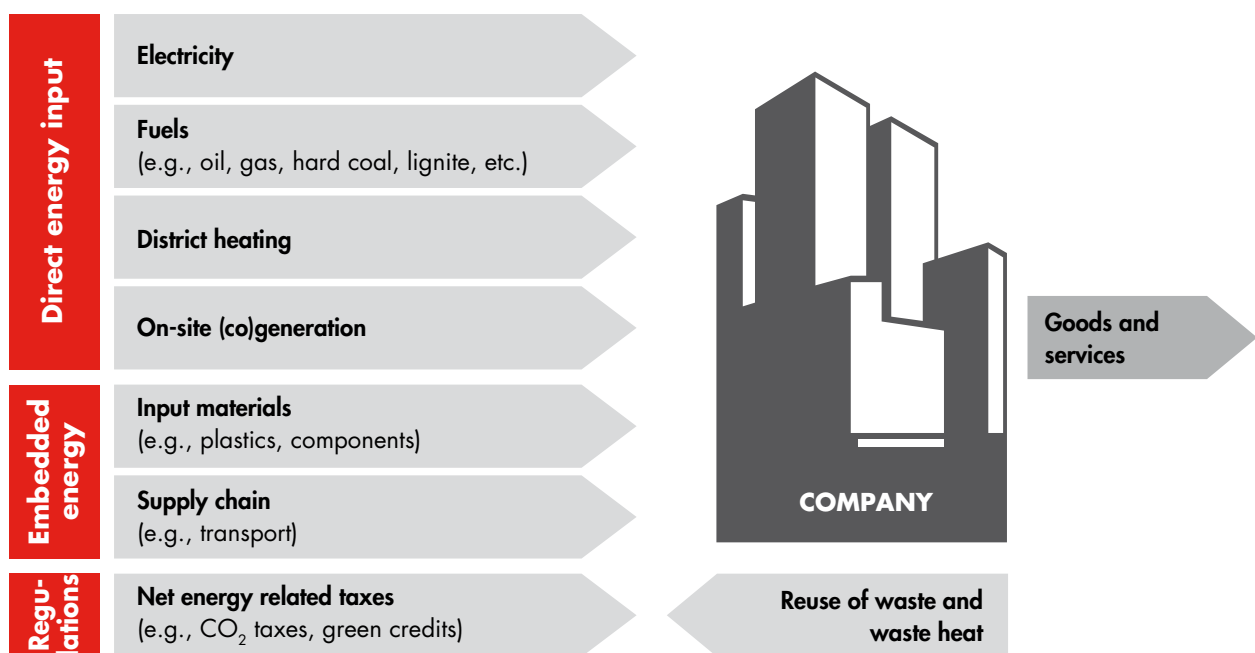 Direct energy input
Electricity
Fuels
(e.g., oil, gas, hard coal, lignite, etc.)
District heating
On-site (co)generation
Embedded
energy
Input materials
(e.g., plastics, components)
Supply chain
(e.g., transport)
Regu-
lations
Net energy related taxes
(e.g., CO₂ taxes, green credits)
COMPANY
Reuse of waste and
waste heat
Goods and
services